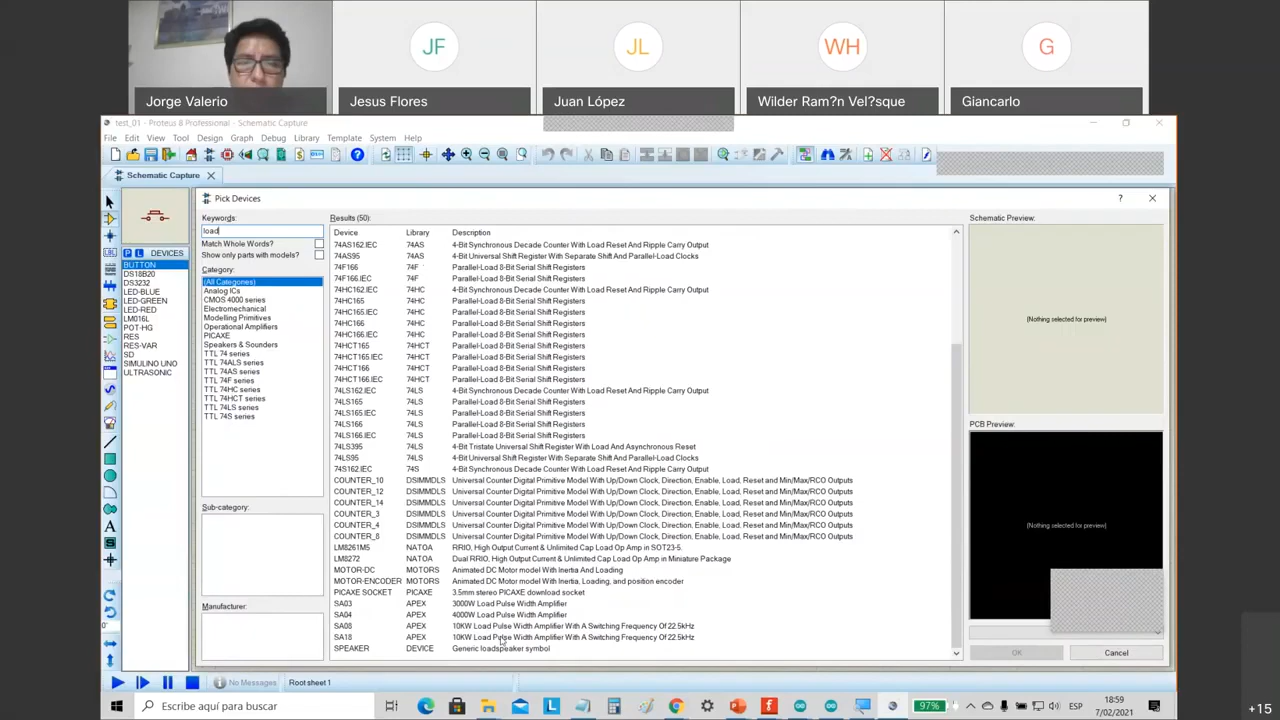 JF
JL
WH
G
Jorge Valerio
Jesus Flores
Juan López
Wilder Ram?n Vel?sque
Giancarlo
test_01 - Proteus 8 Professional - Schematic Capture
File Edit View Tool Design Graph Debug Library Template System Help
Schematic Capture
Pick Devices
Keywords:
load
Match Whole Words?
Show only parts with models?
Category:
(All Categories)
Analog ICs
CMOS 4000 series
Electromechanical
Modelling Primitives
Operational Amplifiers
PICAXE
Speakers & Sounders
TTL 74 series
TTL 74ALS series
TTL 74AS series
TTL 74F series
TTL 74HC series
TTL 74HCT series
TTL 74LS series
TTL 74S series
Sub-category:
Manufacturer:
P L DEVICES
BUTTON
DS18B20
DS3232
LED-BLUE
LED-GREEN
LED-RED
LM016L
POT-HG
RES
RES-VAR
SD
SIMULINO UNO
ULTRASONIC
Results (50):
Device Library Description
74AS162.IEC 74AS 4-Bit Synchronous Decade Counter With Load Reset And Ripple Carry Output
74AS95 74AS 4-Bit Universal Shift Register With Separate Shift And Parallel-Load Clocks
74F166 74F Parallel-Load 8-Bit Serial Shift Registers
74F166.IEC 74F Parallel-Load 8-Bit Serial Shift Registers
74HC162.IEC 74HC 4-Bit Synchronous Decade Counter With Load Reset And Ripple Carry Output
74HC165 74HC Parallel-Load 8-Bit Serial Shift Registers
74HC165.IEC 74HC Parallel-Load 8-Bit Serial Shift Registers
74HC166 74HC Parallel-Load 8-Bit Serial Shift Registers
74HC166.IEC 74HC Parallel-Load 8-Bit Serial Shift Registers
74HCT165 74HCT Parallel-Load 8-Bit Serial Shift Registers
74HCT165.IEC 74HCT Parallel-Load 8-Bit Serial Shift Registers
74HCT166 74HCT Parallel-Load 8-Bit Serial Shift Registers
74HCT166.IEC 74HCT Parallel-Load 8-Bit Serial Shift Registers
74LS162.IEC 74LS 4-Bit Synchronous Decade Counter With Load Reset And Ripple Carry Output
74LS165 74LS Parallel-Load 8-Bit Serial Shift Registers
74LS165.IEC 74LS Parallel-Load 8-Bit Serial Shift Registers
74LS166 74LS Parallel-Load 8-Bit Serial Shift Registers
74LS166.IEC 74LS Parallel-Load 8-Bit Serial Shift Registers
74LS395 74LS 4-Bit Tristate Universal Shift Register With Load And Asynchronous Reset
74LS95 74LS 4-Bit Universal Shift Register With Separate Shift And Parallel-Load Clocks
74S162.IEC 74S 4-Bit Synchronous Decade Counter With Load Reset And Ripple Carry Output
COUNTER_10 DSIMMDLS Universal Counter Digital Primitive Model With Up/Down Clock, Direction, Enable, Load, Reset and Min/Max/RCO Outputs
COUNTER_12 DSIMMDLS Universal Counter Digital Primitive Model With Up/Down Clock, Direction, Enable, Load, Reset and Min/Max/RCO Outputs
COUNTER_14 DSIMMDLS Universal Counter Digital Primitive Model With Up/Down Clock, Direction, Enable, Load, Reset and Min/Max/RCO Outputs
COUNTER_3 DSIMMDLS Universal Counter Digital Primitive Model With Up/Down Clock, Direction, Enable, Load, Reset and Min/Max/RCO Outputs
COUNTER_4 DSIMMDLS Universal Counter Digital Primitive Model With Up/Down Clock, Direction, Enable, Load, Reset and Min/Max/RCO Outputs
COUNTER_8 DSIMMDLS Universal Counter Digital Primitive Model With Up/Down Clock, Direction, Enable, Load, Reset and Min/Max/RCO Outputs
LM8261M5 NATOA RRIO, High Output Current & Unlimited Cap Load Op Amp in SOT23-5.
LM8272 NATOA Dual RRIO, High Output Current & Unlimited Cap Load Op Amp in Miniature Package
MOTOR-DC MOTORS Animated DC Motor model With Inertia And Loading
MOTOR-ENCODER MOTORS Animated DC Motor model With Inertia, Loading, and position encoder
PICAXE SOCKET PICAXE 3.5mm stereo PICAXE download socket
SA03 APEX 3000W Load Pulse Width Amplifier
SA04 APEX 4000W Load Pulse Width Amplifier
SA08 APEX 10KW Load Pulse Width Amplifier With A Switching Frequency Of 22.5kHz
SA18 APEX 10KW Load Pulse Width Amplifier With A Switching Frequency Of 22.5kHz
SPEAKER DEVICE Generic loadspeaker symbol
Schematic Preview:
(Nothing selected for preview)
PCB Preview:
(Nothing selected for preview)
OK Cancel
No Messages Root sheet 1
Escribe aquí para buscar
97%
ESP
18:59
7/02/2021
+15